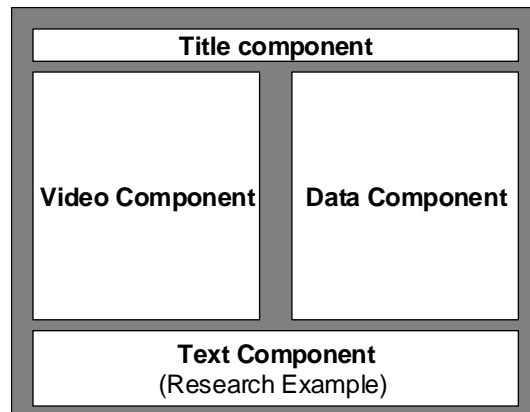 Title component
Video Component
Data Component
Text Component
(Research Example)